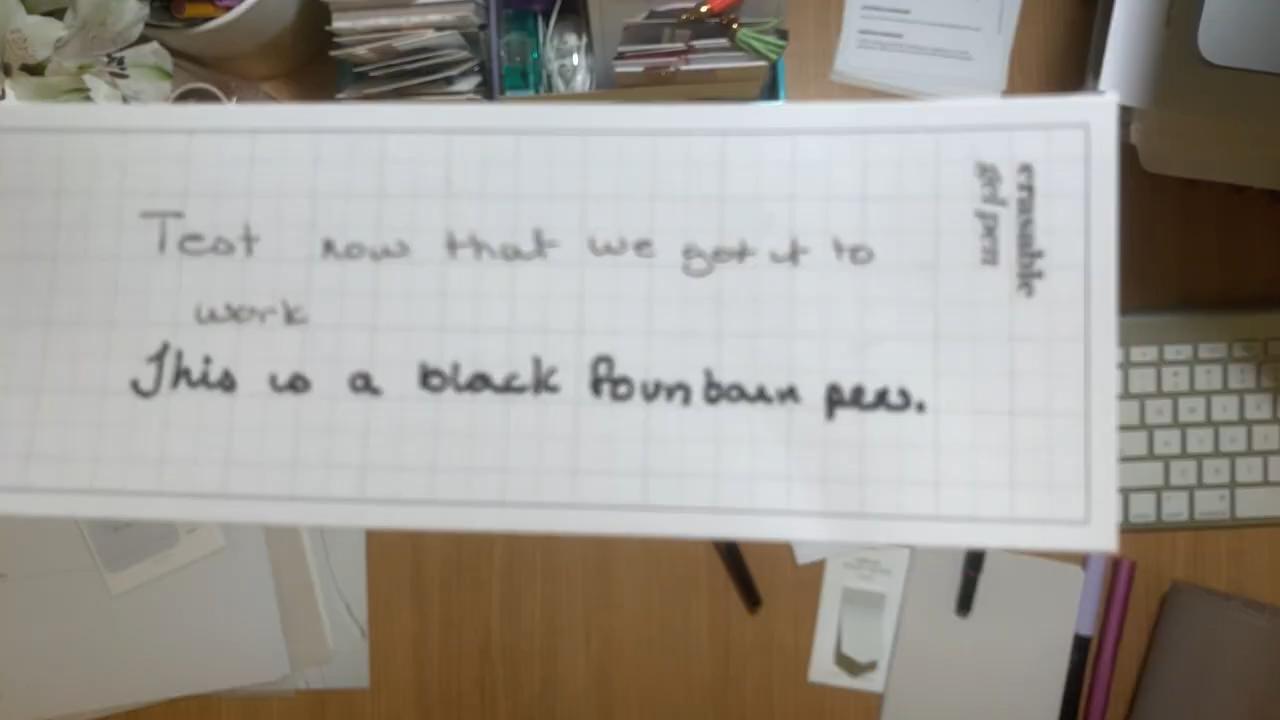 Test now that we got it to
work
This is a black fountain pen.
erasable
gel pen